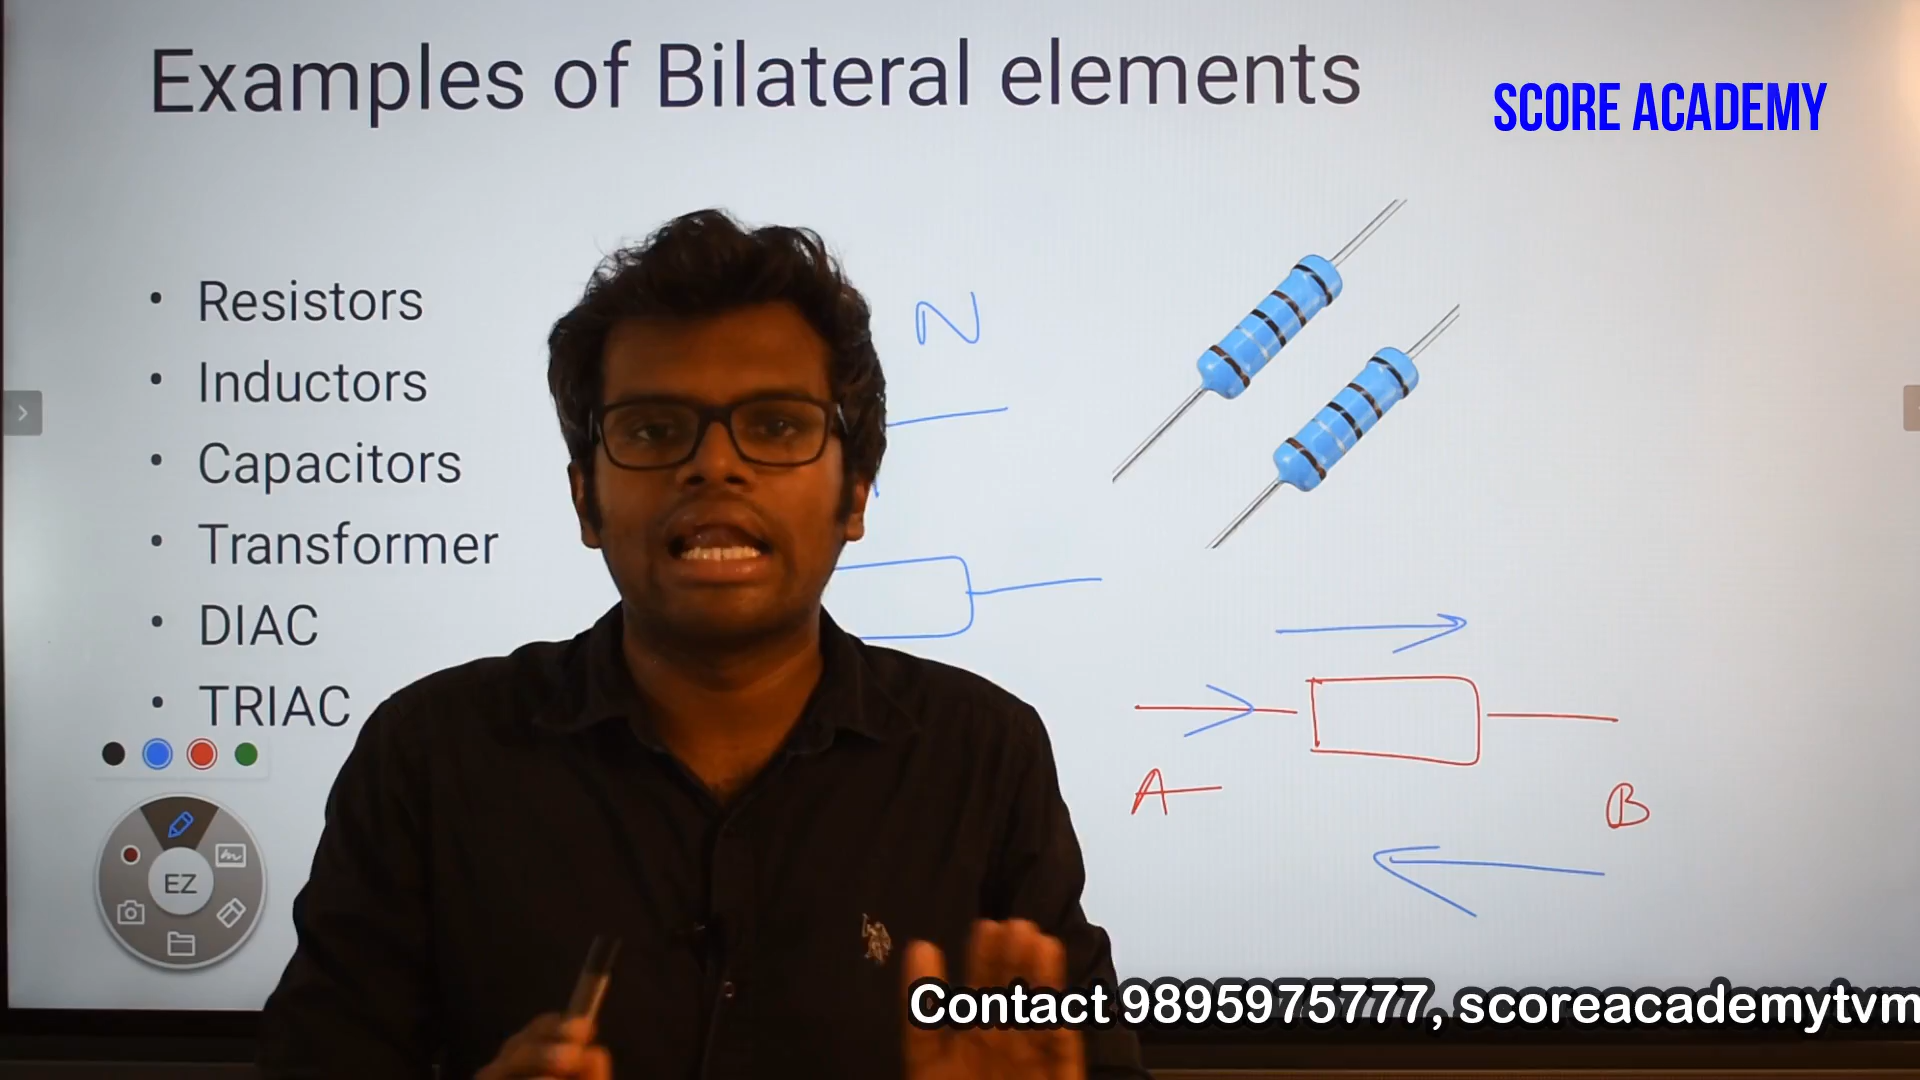 Examples of Bilateral elements
SCORE ACADEMY
• Resistors
• Inductors
• Capacitors
• Transformer
• DIAC
• TRIAC
N
A
B
EZ
Contact 9895975777, scoreacademytvm